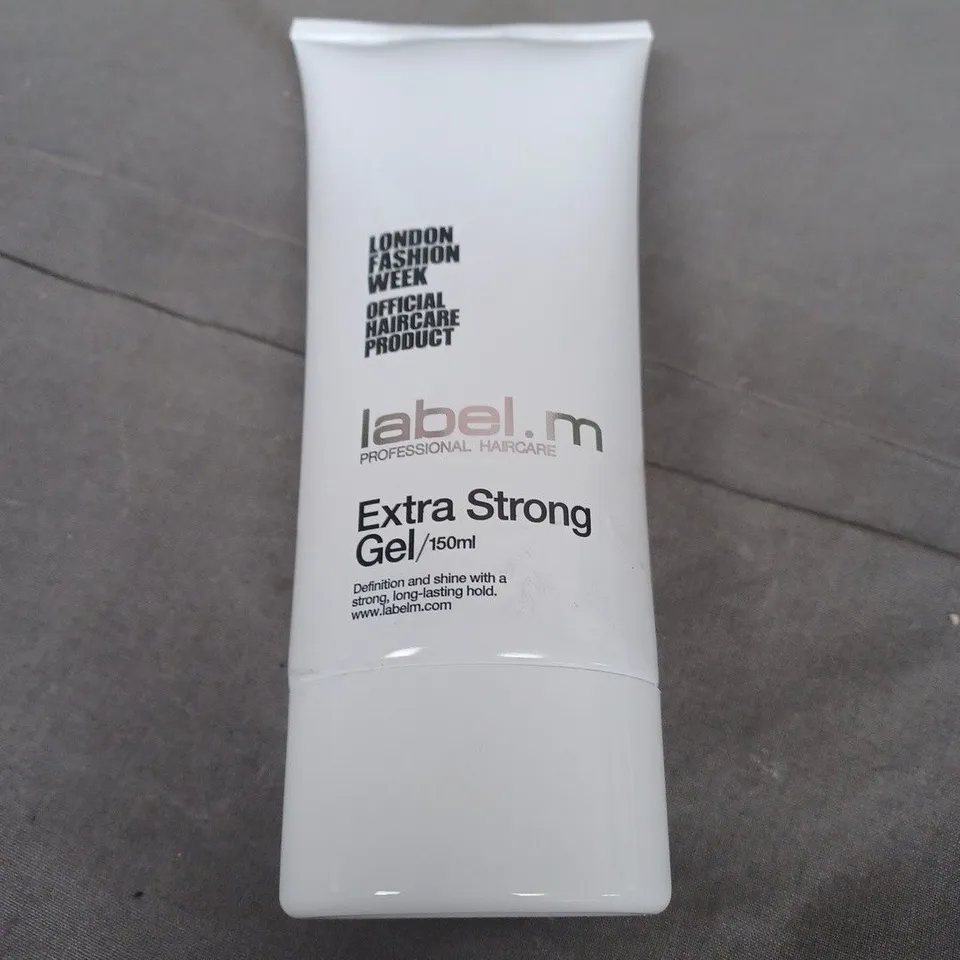 LONDON
FASHION
WEEK
OFFICIAL
HAIRCARE
PRODUCT
label.m
PROFESSIONAL HAIRCARE
Extra Strong
Gel/150ml
Definition and shine with a
strong, long-lasting hold.
www.labelm.com